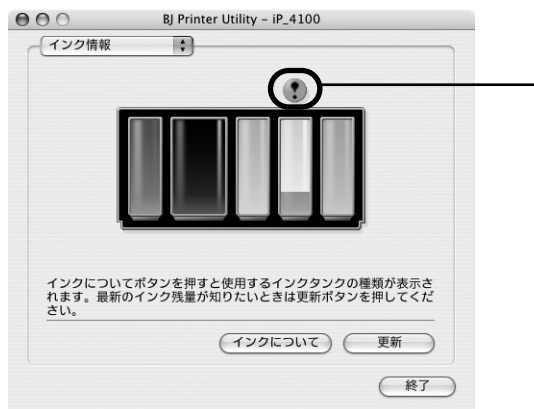 BJ Printer Utility – iP_4100
インク情報
!
インクについてボタンを押すと使用するインクタンクの種類が表示さ
れます。最新のインク残量が知りたいときは更新ボタンを押してくだ
さい。
インクについて 更新
終了